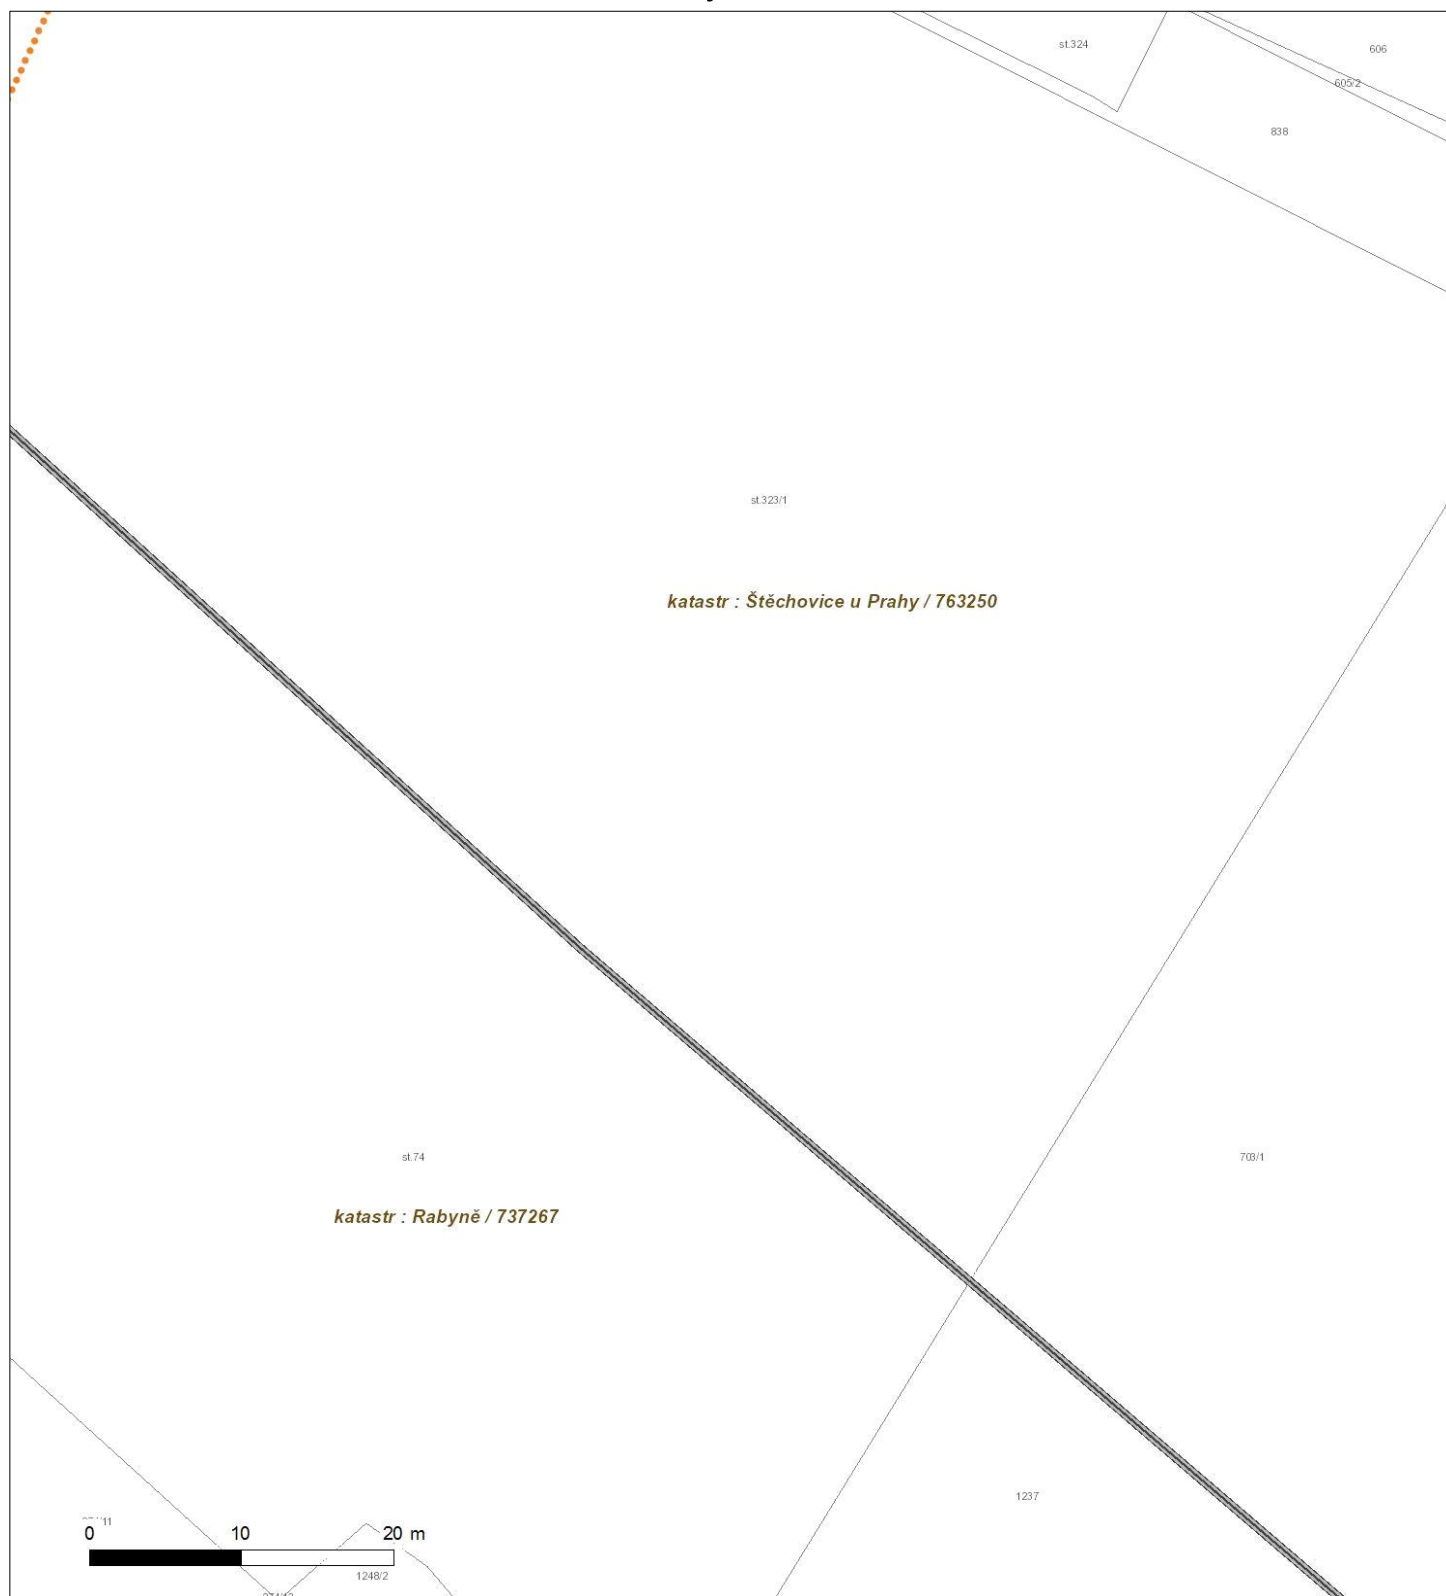 st.324
606
605/2
838
st.323/1
katastr : Štěchovice u Prahy / 763250
st.74
703/1
katastr : Rabyně / 737267
1237
0 10 20 m
1248/2